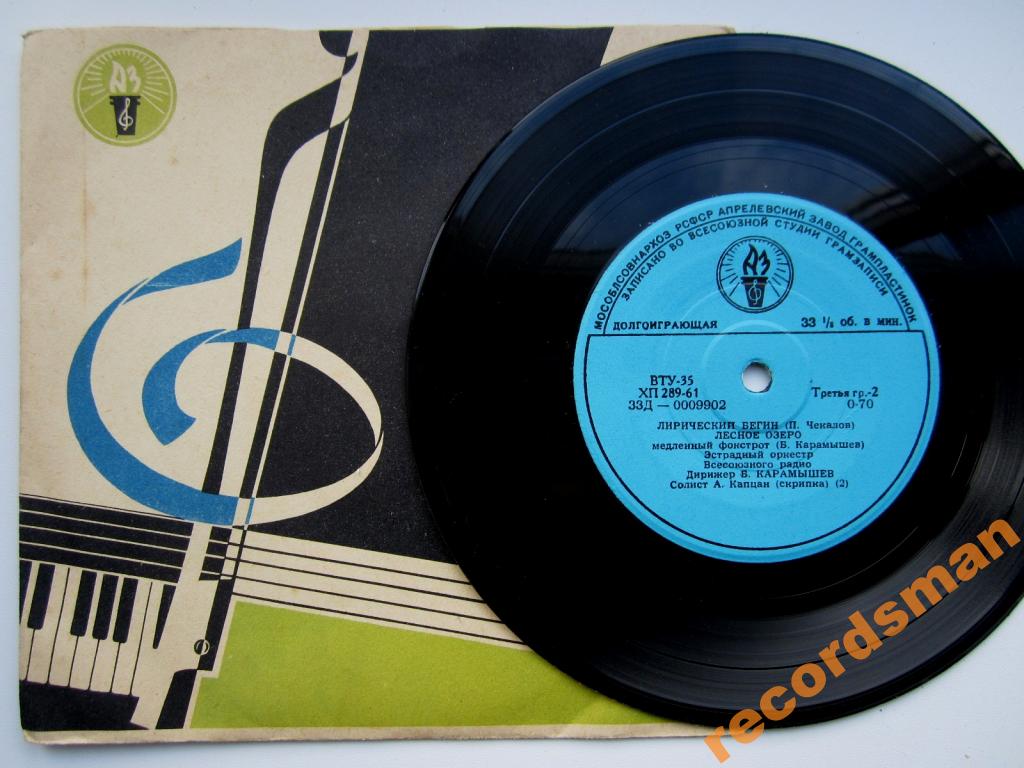 АЗ
МОСОБЛСОВНАРХОЗ РСФСР АПРЕЛЕВСКИЙ ЗАВОД ГРАМПЛАСТИНОК
ЗАПИСАНО ВО ВСЕСОЮЗНОЙ СТУДИИ ГРАМЗАПИСИ
АЗ
ДОЛГОИГРАЮЩАЯ 33 ⅓ об. в мин.
ВТУ-35
ХП 289-61 Третья гр.-2
33Д — 0009902 0-70
ЛИРИЧЕСКИЙ БЕГИН (П. Чекалов)
ЛЕСНОЕ ОЗЕРО
медленный фокстрот (Б. Карамышев)
Эстрадный оркестр
Всесоюзного радио
Дирижер Б. КАРАМЫШЕВ
Солист А. Капцан (скрипка) (2)
recordsman